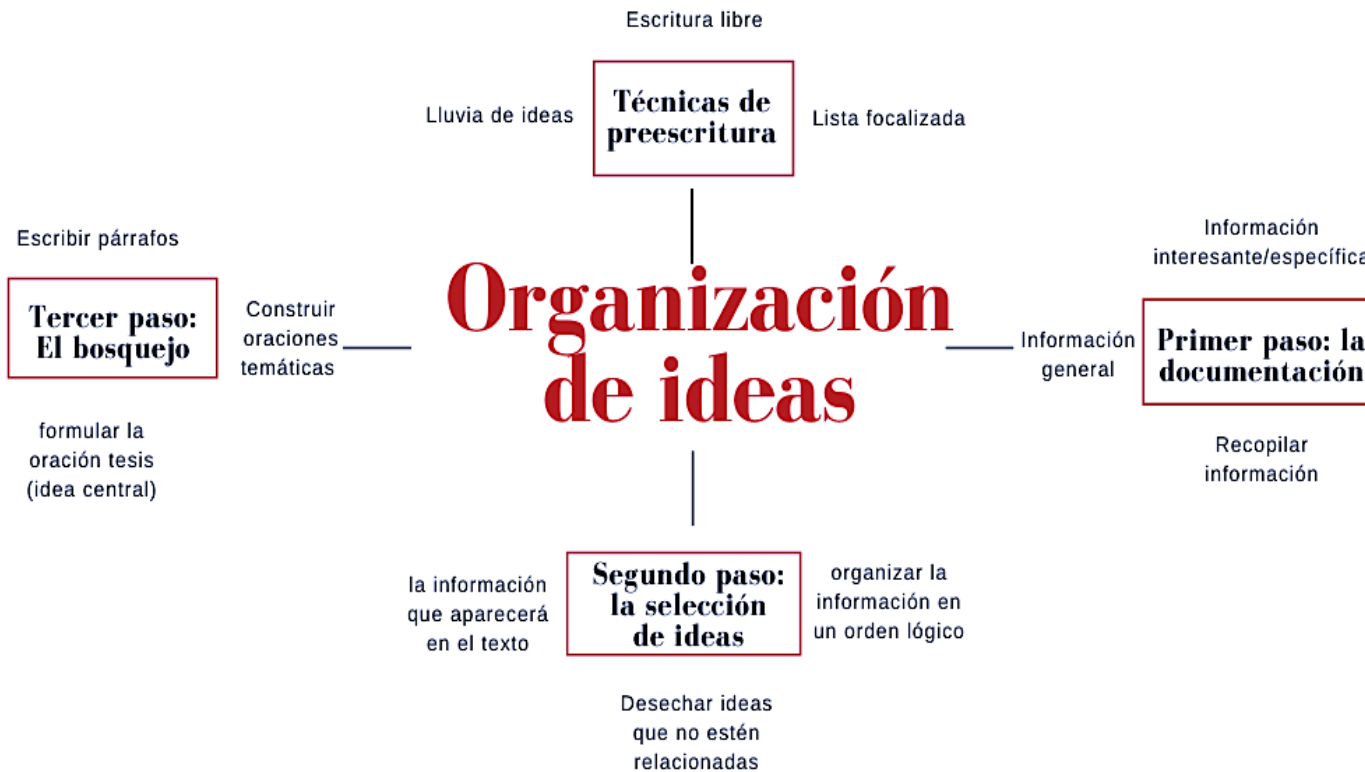 Escritura libre
Lluvia de ideas
Técnicas de
preescritura
Lista focalizada
Escribir párrafos
Tercer paso:
El bosquejo
Construir
oraciones
temáticas
formular la
oración tesis
(idea central)
Organización
de ideas
Información
interesante/específica
Información
general
Primer paso: la
documentación
Recopilar
información
la información
que aparecerá
en el texto
Segundo paso:
la selección
de ideas
organizar la
información en
un orden lógico
Desechar ideas
que no estén
relacionadas